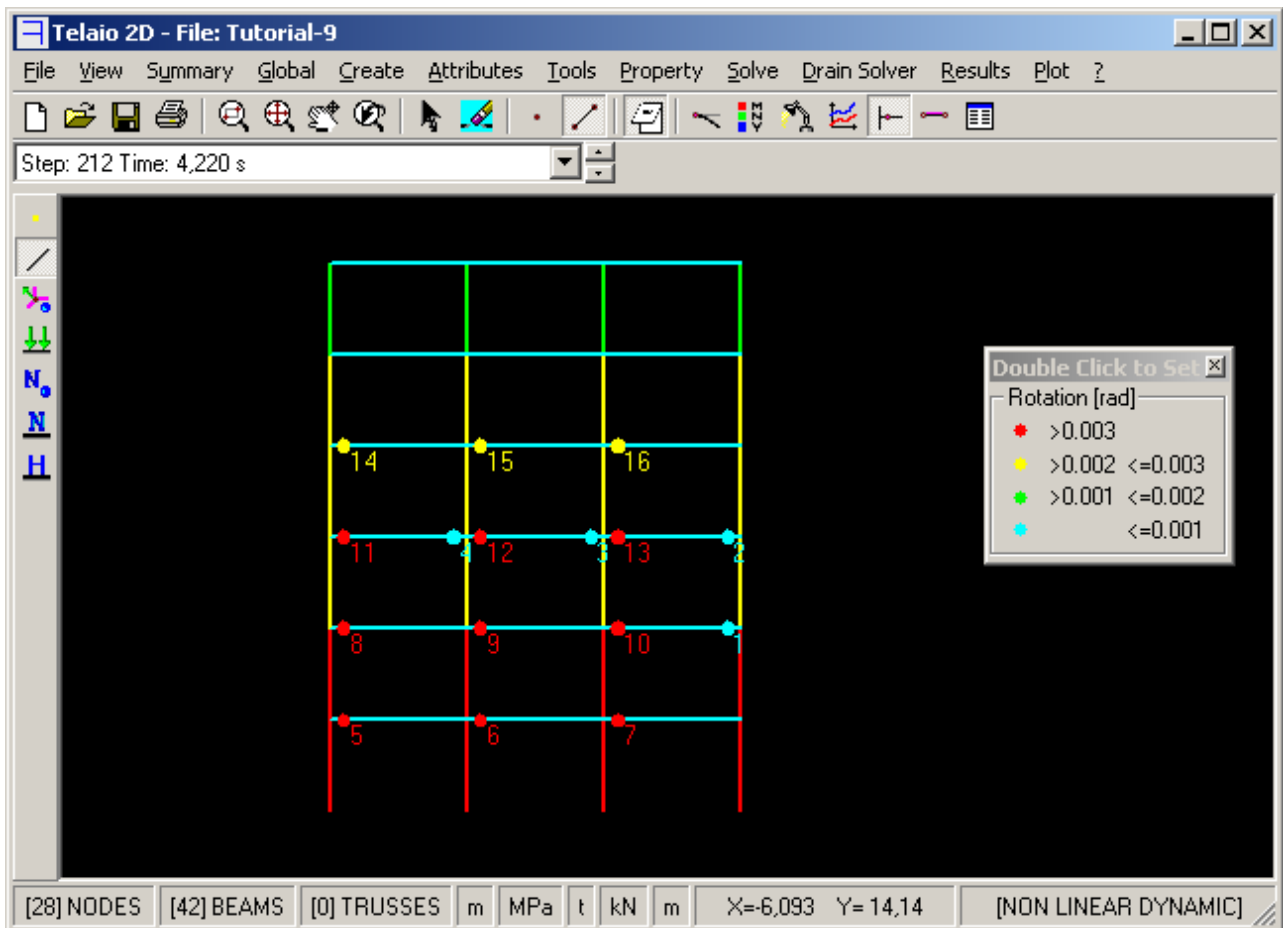 Telaio 2D - File: Tutorial-9
File View Summary Global Create Attributes Tools Property Solve Drain Solver Results Plot ?
M
N
V
Step: 212 Time: 4,220 s
N
N
H
Double Click to Set
Rotation [rad]
>0.003
>0.002 <=0.003
>0.001 <=0.002
<=0.001
14 15 16
11 4 12 3 13 2
8 9 10 1
5 6 7
[28] NODES [42] BEAMS [0] TRUSSES m MPa t kN m X=-6,093 Y= 14,14 [NON LINEAR DYNAMIC]